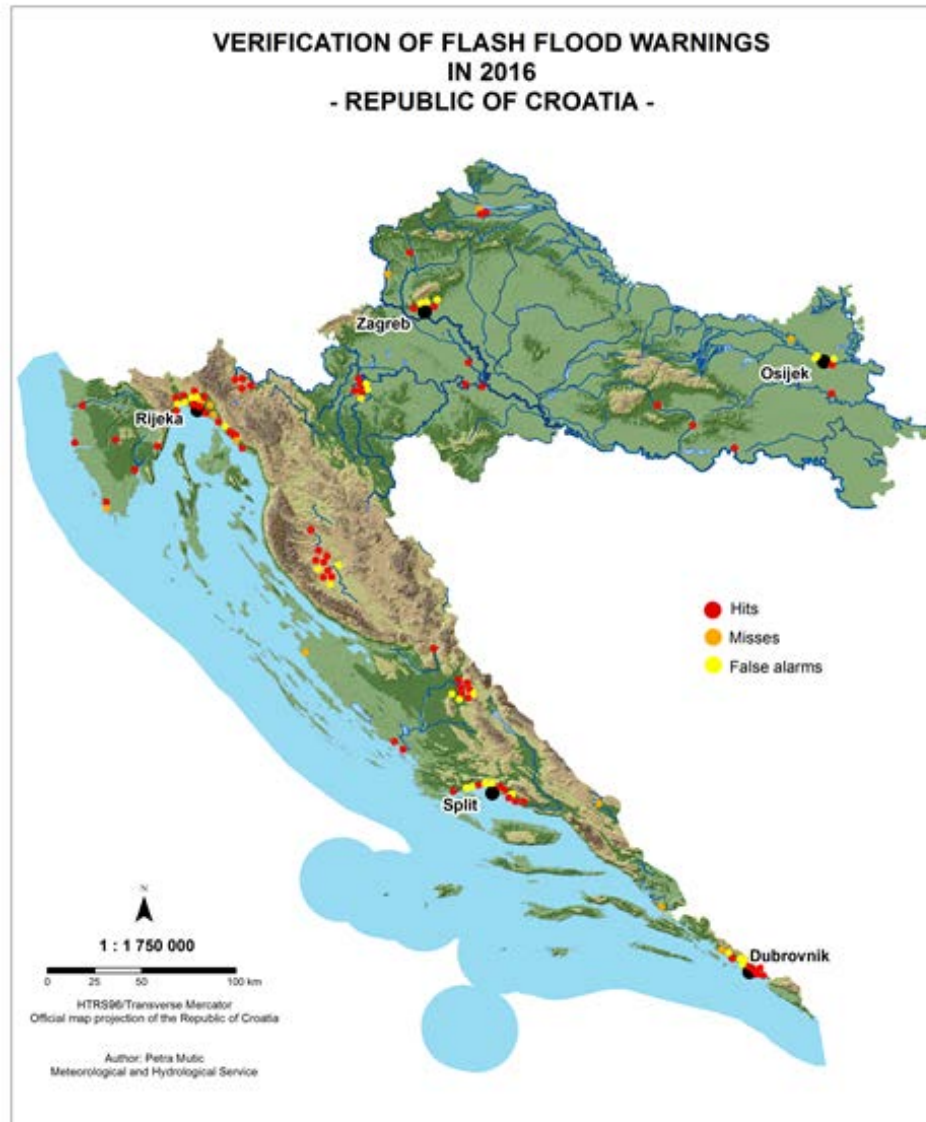 VERIFICATION OF FLASH FLOOD WARNINGS
IN 2016
- REPUBLIC OF CROATIA -
Zagreb
Osijek
Rijeka
Hits
Misses
False alarms
Split
Dubrovnik
N
1 : 1 750 000
0 25 50 100 km
HTRS96/Transverse Mercator
Official map projection of the Republic of Croatia
Author: Petra Mutic
Meteorological and Hydrological Service